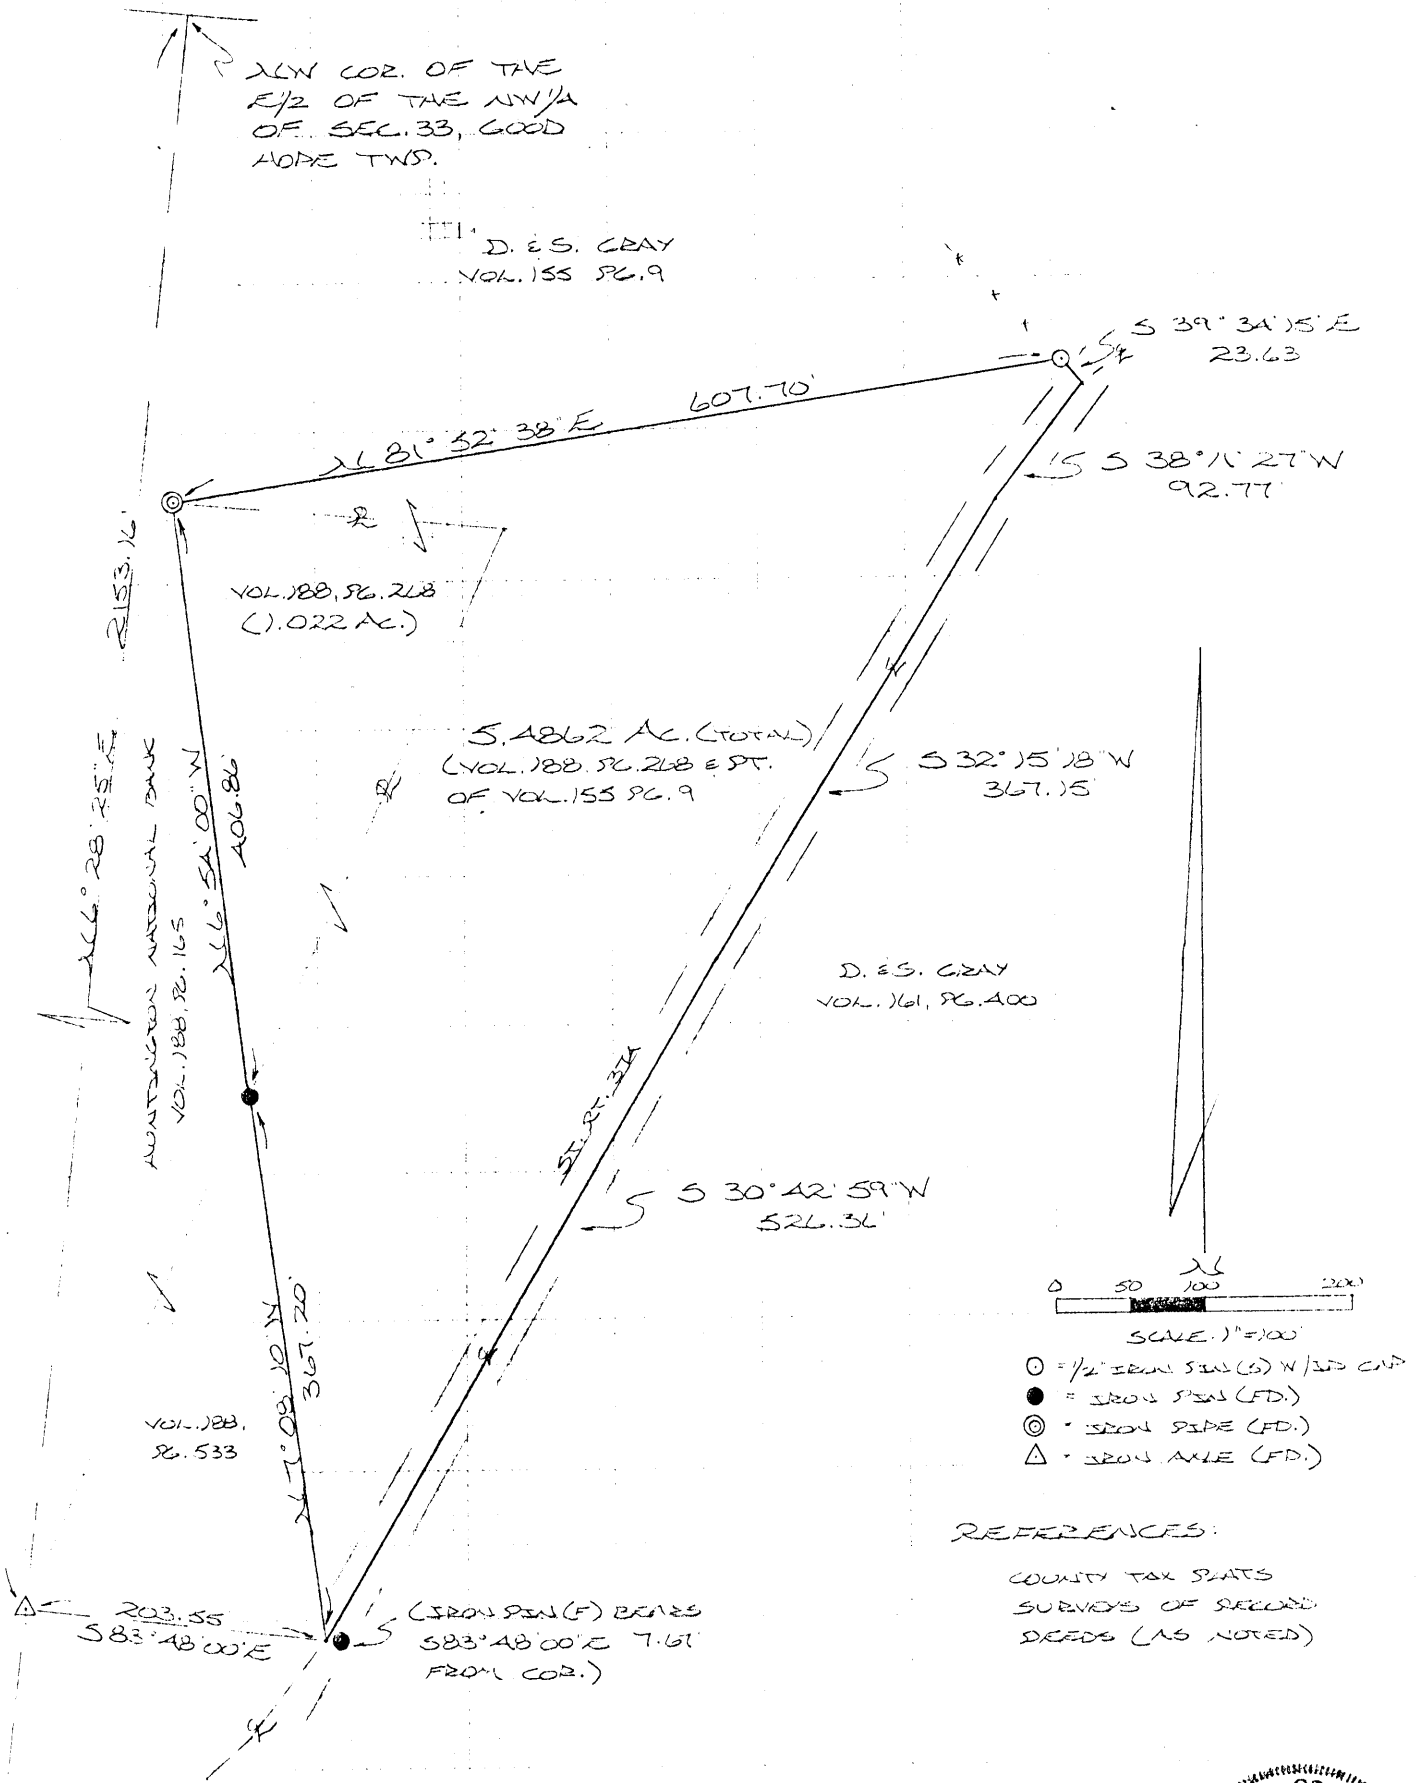 NW COR. OF THE
E1/2 OF THE NW1/4
OF SEC. 33, GOOD
HOPE TWP.
D. & S. GRAY
VOL. 155 PG. 9
S 39° 34' 15" E
23.63
N 81° 52' 38" E 607.70'
S 38° 11' 27" W
92.77'
2153.16'
N 6° 28' 25" E
VOL. 188, PG. 268
(1.022 AC.)
HUNTINGTON NATIONAL BANK
VOL. 188, PG. 165
N 6° 54' 00" W
406.86'
5.4862 AC. (TOTAL)
(VOL. 188 PG. 268 & PT.
OF VOL. 155 PG. 9
S 32° 15' 18" W
367.15'
D. & S. GRAY
VOL. 161, PG. 400
ST. RT. 374
S 30° 42' 59" W
526.36'
N
0 50 100 200
SCALE 1"=100'
= 1/2" IRON PIN(S) W/ID CAP
= IRON PIN (FD.)
= IRON PIPE (FD.)
= IRON AXLE (FD.)
N 7° 08' 10" W
367.20'
VOL. 188,
PG. 533
REFERENCES:
COUNTY TAX PLATS
SURVEYS OF RECORD
DEEDS (AS NOTED)
203.55
S 83° 48' 00" E
(IRON PIN(F) BEARS
S83° 48' 00" E 7.61'
FROM COR.)